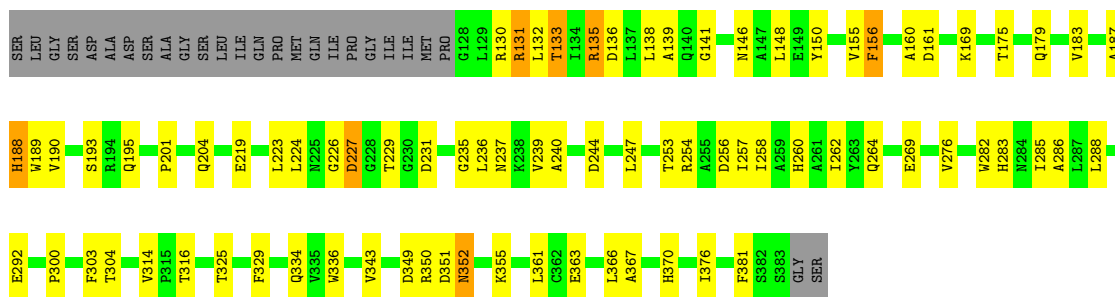 SER LEU GLY SER ASP ALA ALA ASP SER ALA GLY SER LEU ILE GLN PRO MET GLN ILE PRO GLY ILE ILE MET PRO G128 L129 R130 R131 L132 T133 I134 R135 D136 L137 L138 A139 Q140 G141 N146 A147 L148 E149 Y150 V155 F156 A160 D161 K169 T175 Q179 V183 A187
H188 W189 V190 S193 R194 Q195 P201 Q204 E219 L223 L224 N225 G226 D227 G228 T229 G230 D231 G235 L236 N237 K238 V239 A240 D244 L247 T253 R254 A255 D256 I257 I258 A259 H260 A261 I262 Y263 Q264 E269 V276 W282 H283 N284 I285 A286 L287 L288
E292 P300 F303 T304 V314 P315 T316 T325 F329 Q334 V335 W336 V343 D349 R350 D351 N352 K355 L361 C362 E363 L366 A367 H370 I376 F381 S382 S383 GLY SER